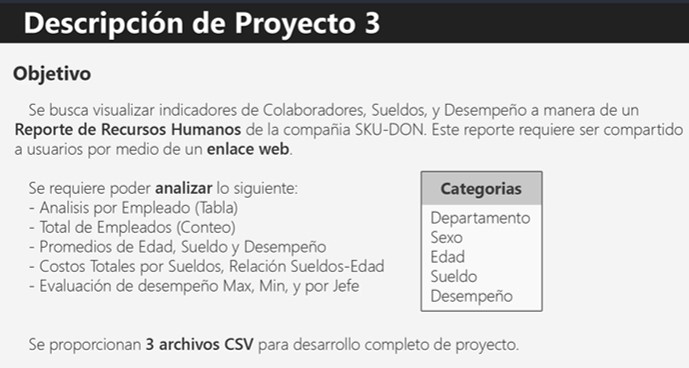 Descripción de Proyecto 3
Objetivo
Se busca visualizar indicadores de Colaboradores, Sueldos, y Desempeño a manera de un
Reporte de Recursos Humanos de la compañia SKU-DON. Este reporte requiere ser compartido
a usuarios por medio de un enlace web.
Se requiere poder analizar lo siguiente:
- Analisis por Empleado (Tabla)
- Total de Empleados (Conteo)
- Promedios de Edad, Sueldo y Desempeño
- Costos Totales por Sueldos, Relación Sueldos-Edad
- Evaluación de desempeño Max, Min, y por Jefe
Categorias
Departamento
Sexo
Edad
Sueldo
Desempeño
Se proporcionan 3 archivos CSV para desarrollo completo de proyecto.